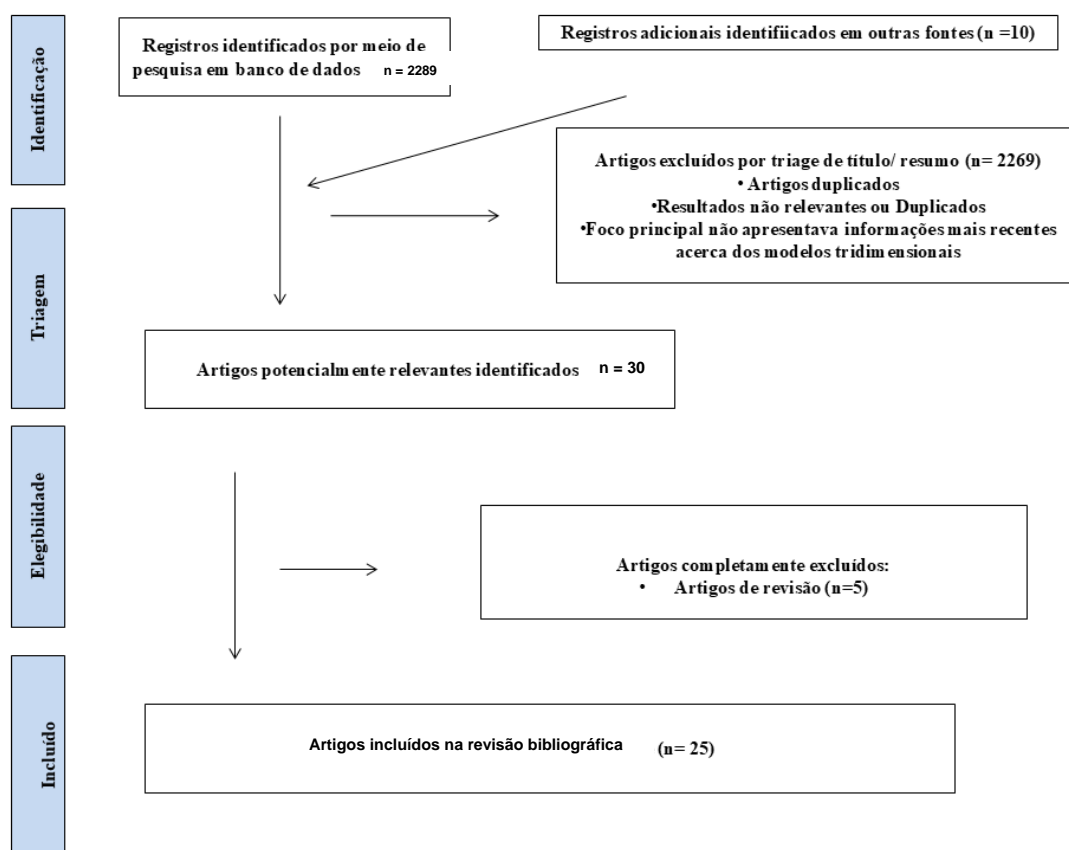 Identificação
Registros identificados por meio de
pesquisa em banco de dados n = 2289
Registros adicionais identifiicados em outras fontes (n =10)
Artigos excluídos por triage de título/ resumo (n= 2269)
• Artigos duplicados
•Resultados não relevantes ou Duplicados
•Foco principal não apresentava informações mais recentes
acerca dos modelos tridimensionais
Triagem
Artigos potencialmente relevantes identificados n = 30
Elegibilidade
Artigos completamente excluídos:
• Artigos de revisão (n=5)
Incluído
Artigos incluídos na revisão bibliográfica (n= 25)